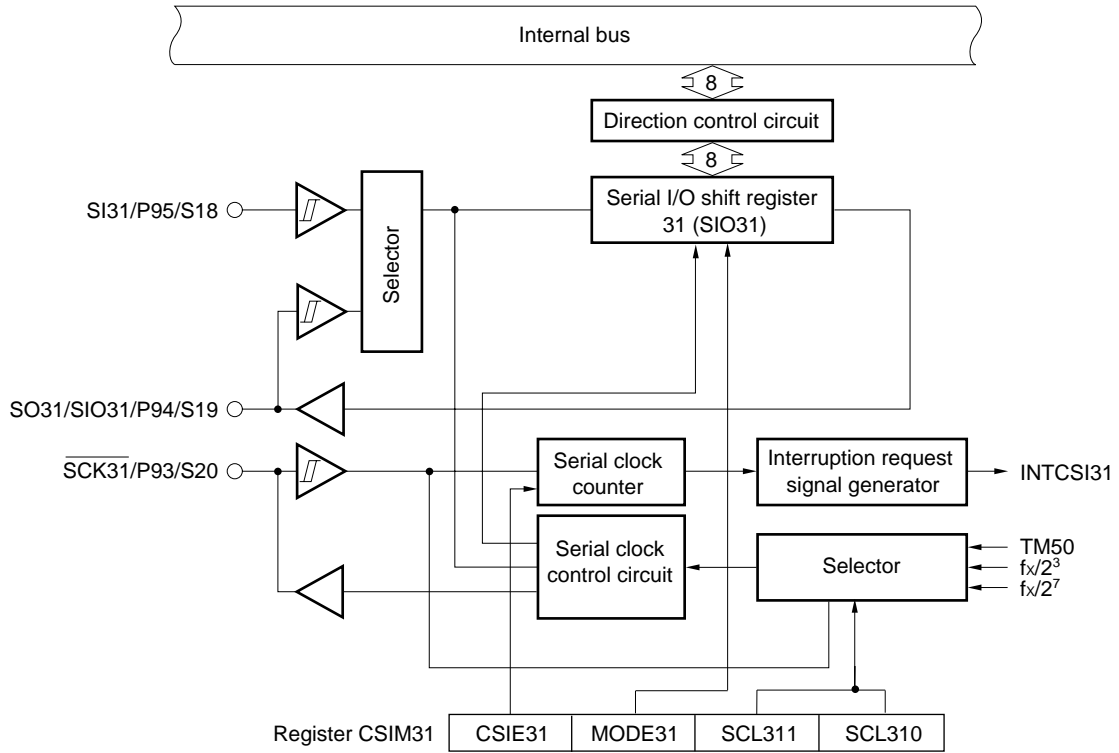 Internal bus
8
Direction control circuit
8
SI31/P95/S18
Selector
Serial I/O shift register
31 (SIO31)
SO31/SIO31/P94/S19
SCK31/P93/S20
Serial clock
counter
Interruption request
signal generator
INTCSI31
Serial clock
control circuit
Selector
TM50
fx/2³
fx/2⁷
Register CSIM31
CSIE31
MODE31
SCL311
SCL310